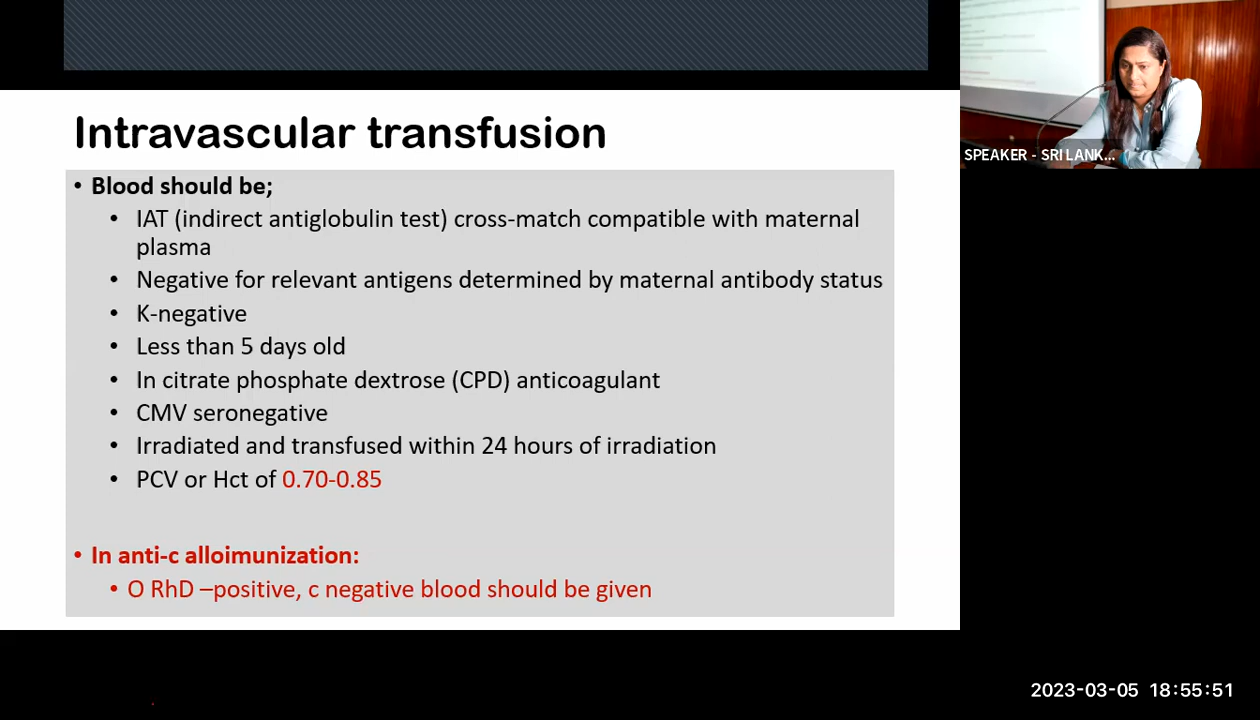 Intravascular transfusion
• Blood should be;
• IAT (indirect antiglobulin test) cross-match compatible with maternal
plasma
• Negative for relevant antigens determined by maternal antibody status
• K-negative
• Less than 5 days old
• In citrate phosphate dextrose (CPD) anticoagulant
• CMV seronegative
• Irradiated and transfused within 24 hours of irradiation
• PCV or Hct of 0.70-0.85
• In anti-c alloimunization:
• O RhD –positive, c negative blood should be given
SPEAKER - SRI LANK...
2023-03-05 18:55:51